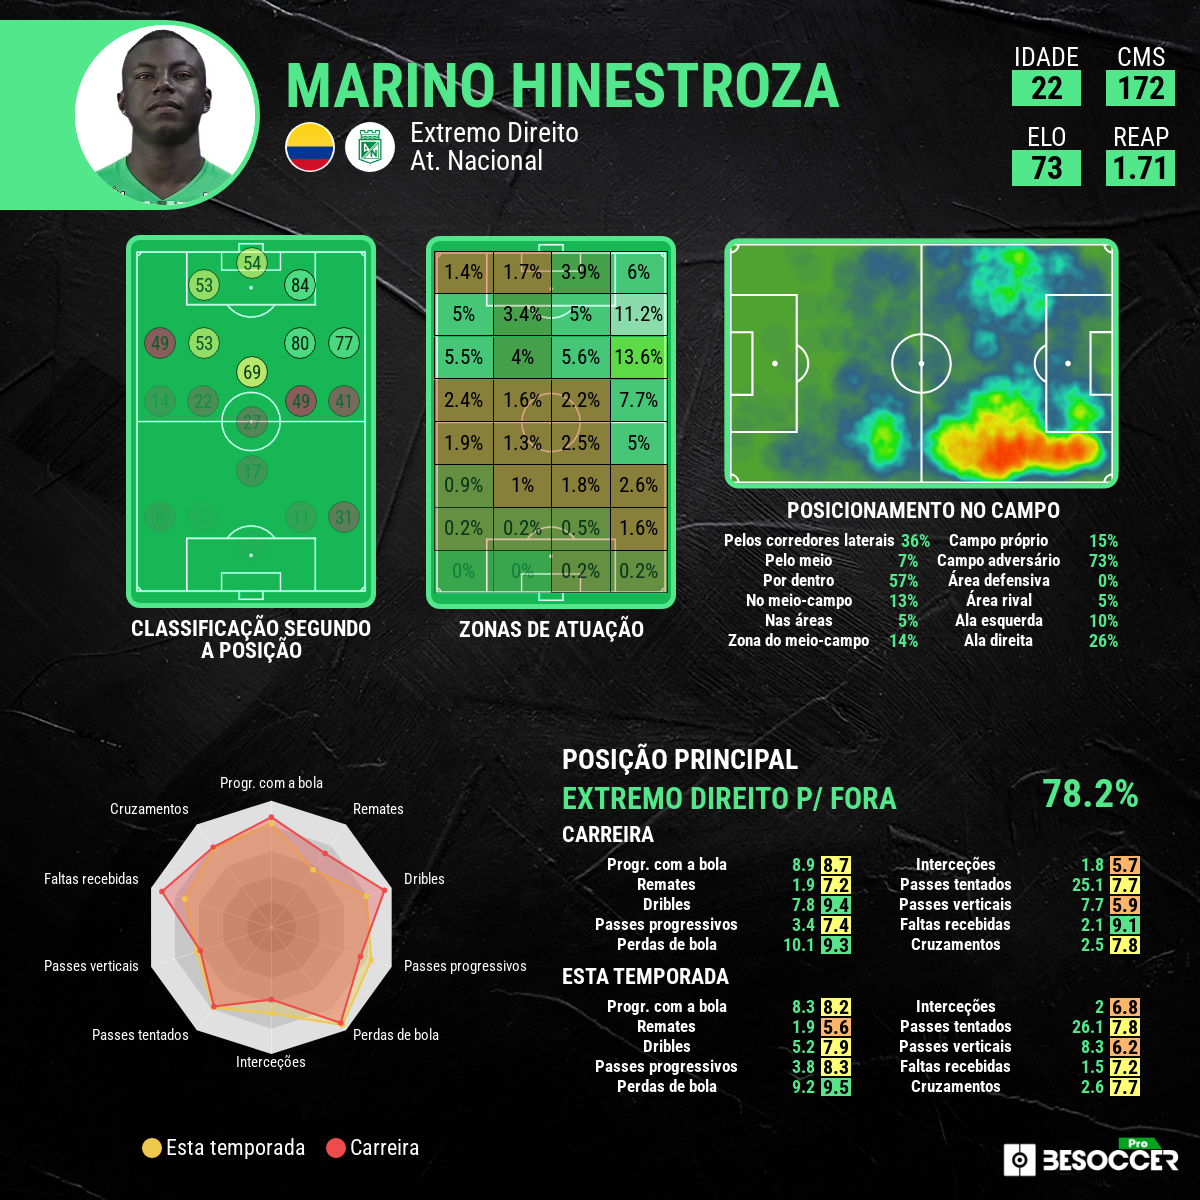 MARINO HINESTROZA
Extremo Direito
At. Nacional
IDADE
22
CMS
172
ELO
73
REAP
1.71
54
53
84
49
53
80
77
69
14
22
49
41
27
17
8
11
31
CLASSIFICAÇÃO SEGUNDO
A POSIÇÃO
1.4% 1.7% 3.9% 6%
5% 3.4% 5% 11.2%
5.5% 4% 5.6% 13.6%
2.4% 1.6% 2.2% 7.7%
1.9% 1.3% 2.5% 5%
0.9% 1% 1.8% 2.6%
0.2% 0.2% 0.5% 1.6%
0% 0% 0.2% 0.2%
ZONAS DE ATUAÇÃO
POSICIONAMENTO NO CAMPO
Pelos corredores laterais 36% Campo próprio 15%
Pelo meio 7% Campo adversário 73%
Por dentro 57% Área defensiva 0%
No meio-campo 13% Área rival 5%
Nas áreas 5% Ala esquerda 10%
Zona do meio-campo 14% Ala direita 26%
Progr. com a bola
Remates
Dribles
Passes progressivos
Perdas de bola
Interceções
Passes tentados
Passes verticais
Faltas recebidas
Cruzamentos
Esta temporada
Carreira
POSIÇÃO PRINCIPAL
EXTREMO DIREITO P/ FORA 78.2%
CARREIRA
Progr. com a bola 8.9 8.7 Interceções 1.8 5.7
Remates 1.9 7.2 Passes tentados 25.1 7.7
Dribles 7.8 9.4 Passes verticais 7.7 5.9
Passes progressivos 3.4 7.4 Faltas recebidas 2.1 9.1
Perdas de bola 10.1 9.3 Cruzamentos 2.5 7.8
ESTA TEMPORADA
Progr. com a bola 8.3 8.2 Interceções 2 6.8
Remates 1.9 5.6 Passes tentados 26.1 7.8
Dribles 5.2 7.9 Passes verticais 8.3 6.2
Passes progressivos 3.8 8.3 Faltas recebidas 1.5 7.2
Perdas de bola 9.2 9.5 Cruzamentos 2.6 7.7
Pro
BESOCCER